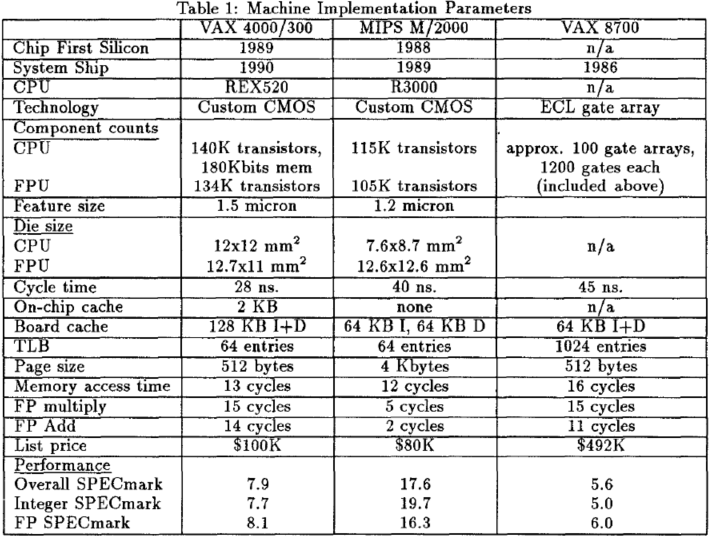 Table 1: Machine Implementation Parameters
VAX 4000/300 MIPS M/2000 VAX 8700
Chip First Silicon 1989 1988 n/a
System Ship 1990 1989 1986
CPU REX520 R3000 n/a
Technology Custom CMOS Custom CMOS ECL gate array
Component counts
CPU 140K transistors, 115K transistors approx. 100 gate arrays,
180Kbits mem 1200 gates each
FPU 134K transistors 105K transistors (included above)
Feature size 1.5 micron 1.2 micron
Die size
CPU 12x12 mm² 7.6x8.7 mm² n/a
FPU 12.7x11 mm² 12.6x12.6 mm²
Cycle time 28 ns. 40 ns. 45 ns.
On-chip cache 2 KB none n/a
Board cache 128 KB I+D 64 KB I, 64 KB D 64 KB I+D
TLB 64 entries 64 entries 1024 entries
Page size 512 bytes 4 Kbytes 512 bytes
Memory access time 13 cycles 12 cycles 16 cycles
FP multiply 15 cycles 5 cycles 15 cycles
FP Add 14 cycles 2 cycles 11 cycles
List price $100K $80K $492K
Performance
Overall SPECmark 7.9 17.6 5.6
Integer SPECmark 7.7 19.7 5.0
FP SPECmark 8.1 16.3 6.0